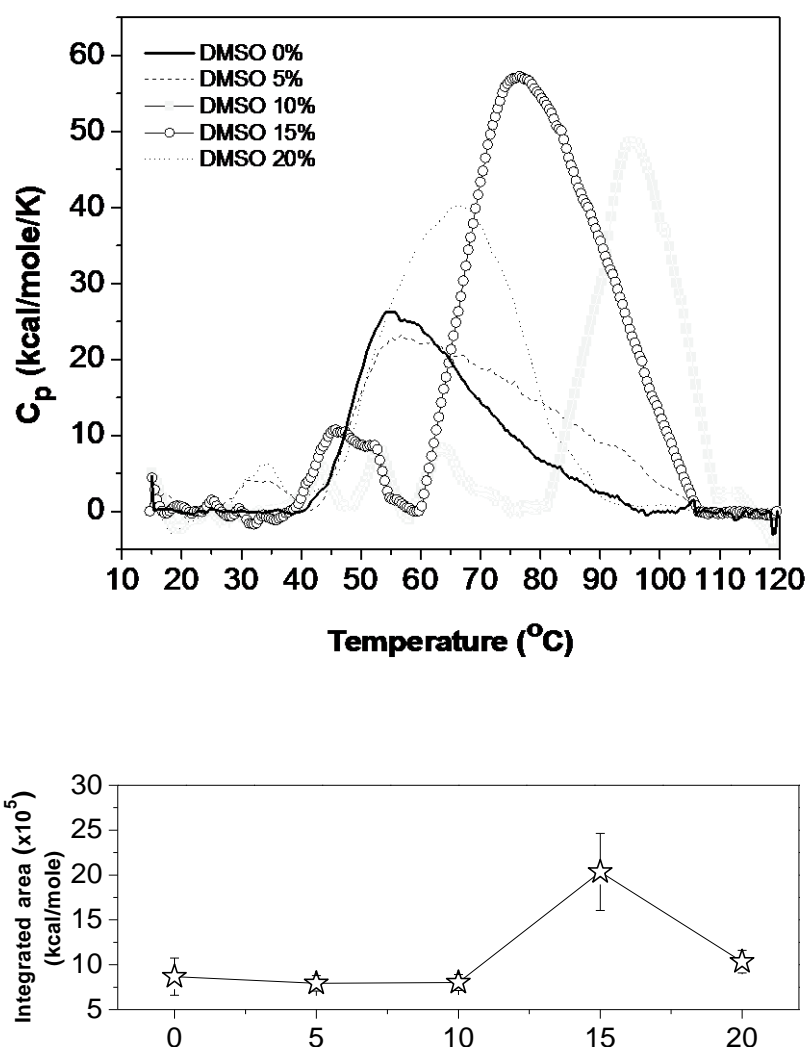 DMSO 0%
DMSO 5%
DMSO 10%
DMSO 15%
DMSO 20%
60
50
40
30
20
10
0
Cp (kcal/mole/K)
10 20 30 40 50 60 70 80 90 100 110 120
Temperature (°C)
30
25
20
15
10
5
Integrated area (x10⁵)
(kcal/mole)
0 5 10 15 20